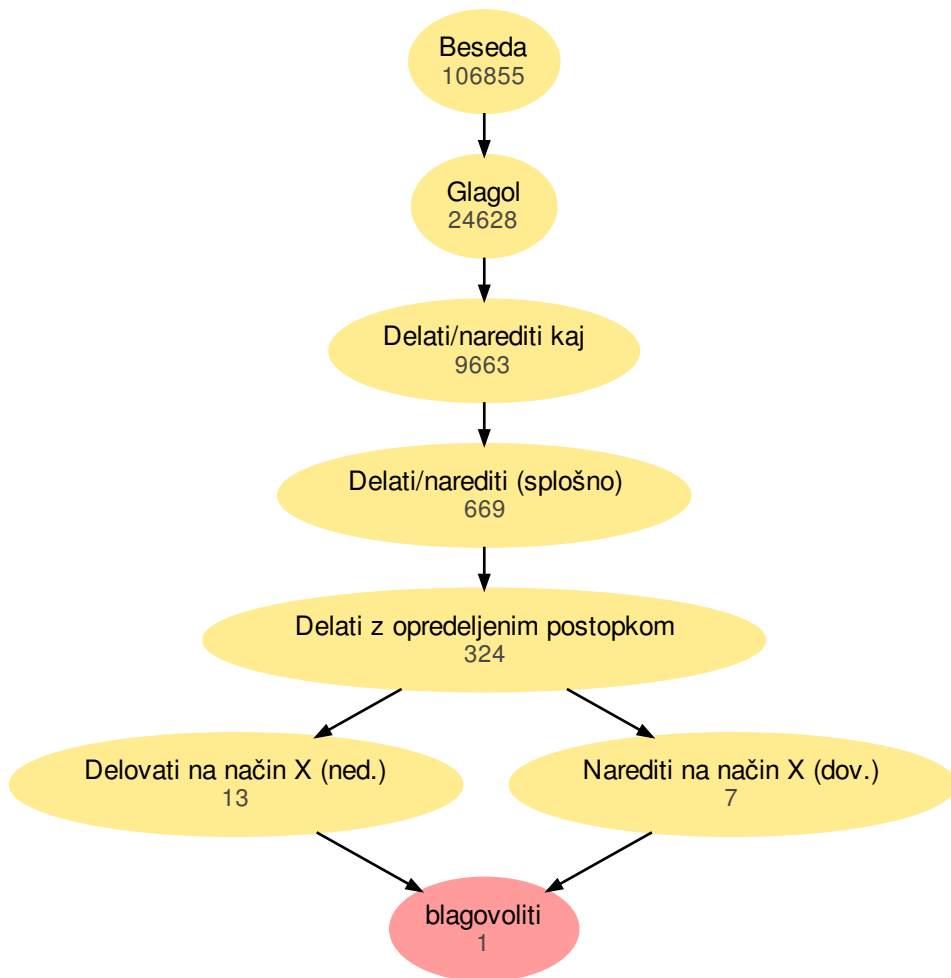 Beseda
106855
Glagol
24628
Delati/narediti kaj
9663
Delati/narediti (splošno)
669
Delati z opredeljenim postopkom
324
Delovati na način X (ned.)
13
Narediti na način X (dov.)
7
blagovoliti
1